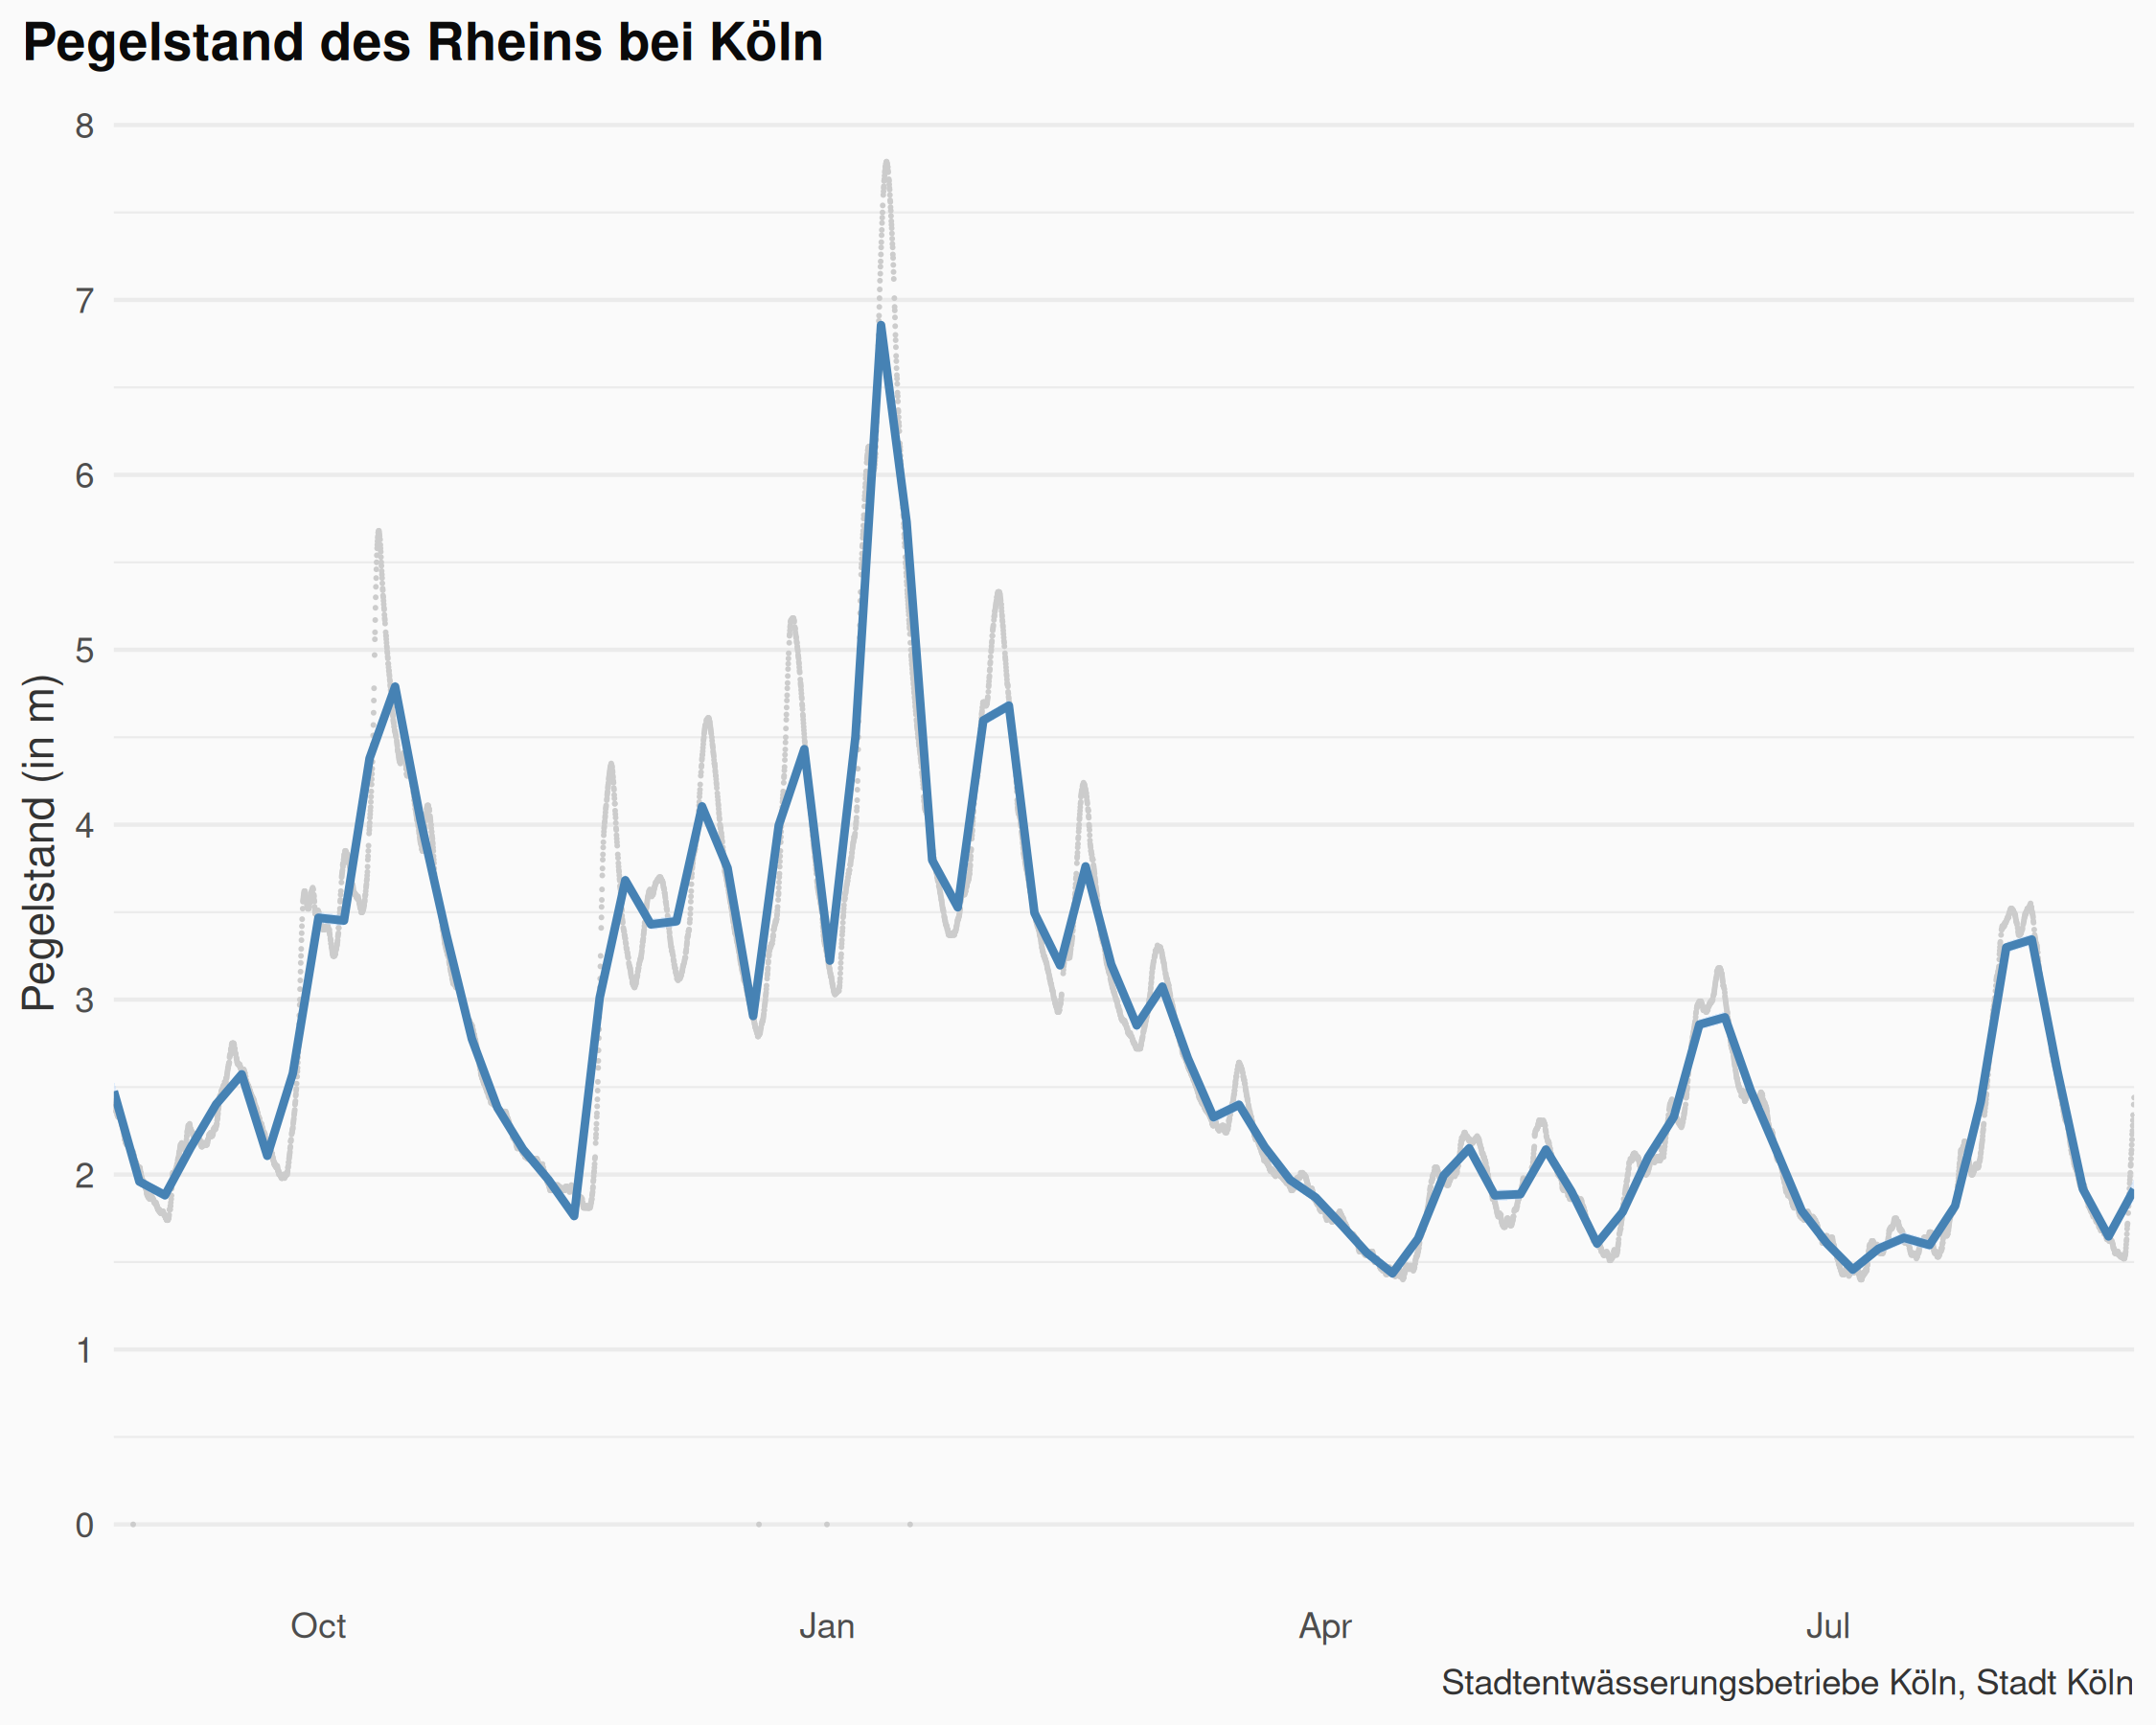 Pegelstand des Rheins bei Köln
Pegelstand (in m)
8
7
6
5
4
3
2
1
0
Oct Jan Apr Jul
Stadtentwässerungsbetriebe Köln, Stadt Köln